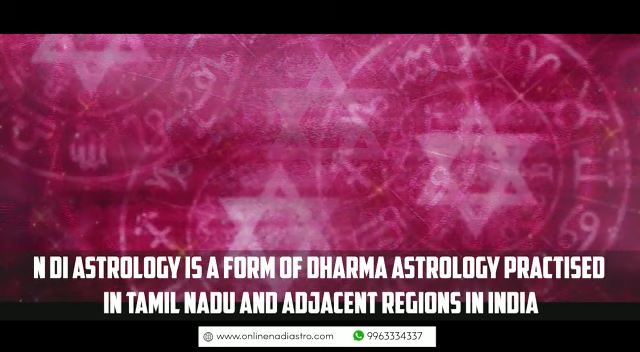 N DI ASTROLOGY IS A FORM OF DHARMA ASTROLOGY PRACTISED
IN TAMIL NADU AND ADJACENT REGIONS IN INDIA
www.onlinenadiastro.com 9963334337